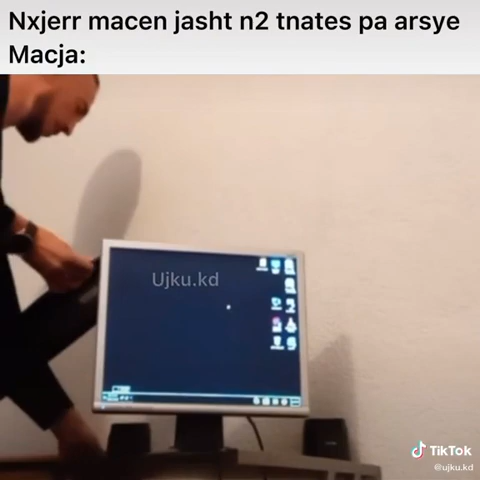 Nxjerr macen jasht n2 tnates pa arsye
Macja:
Ujku.kd
TikTok
@ujku.kd